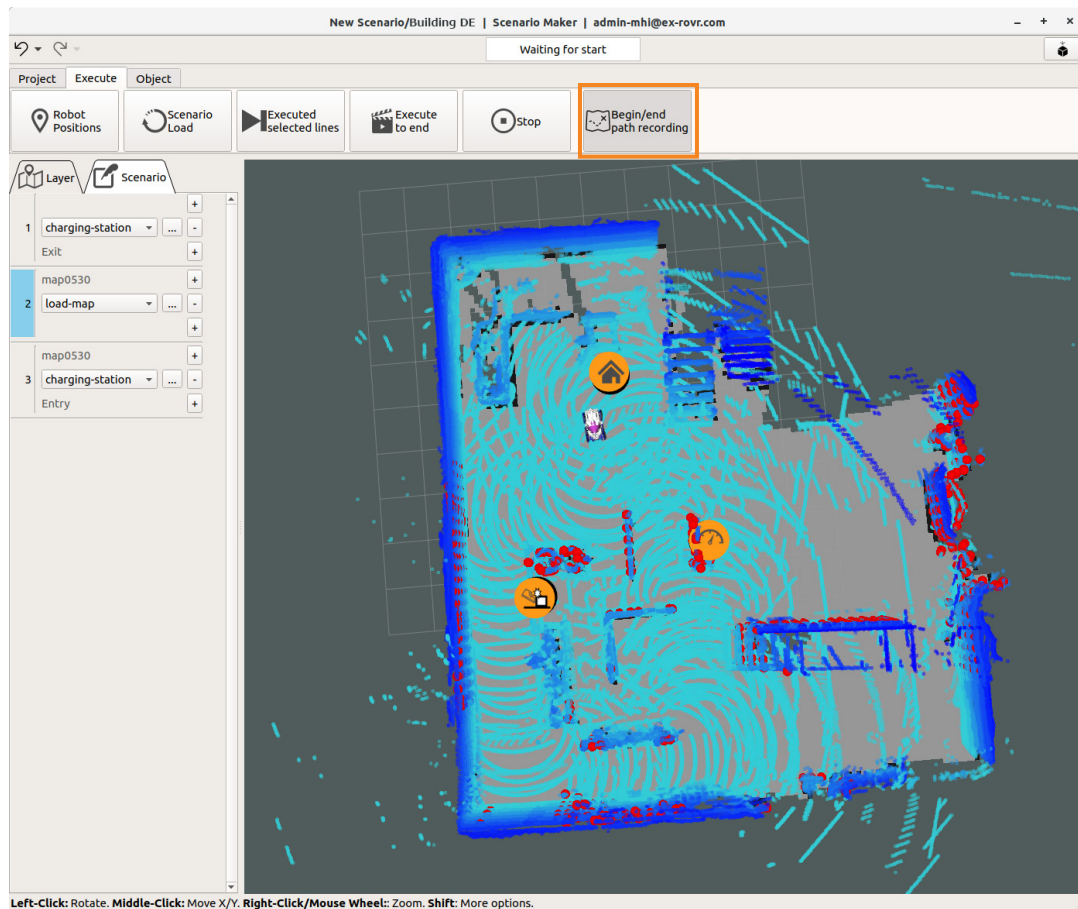 New Scenario/Building DE | Scenario Maker | admin-mhi@ex-rovr.com
Waiting for start
Project Execute Object
Robot Positions
Scenario Load
Executed selected lines
Execute to end
Stop
Begin/end path recording
Layer Scenario
+
1 charging-station ... -
Exit +
map0530 +
2 load-map ... -
+
map0530 +
3 charging-station ... -
Entry +
Left-Click: Rotate. Middle-Click: Move X/Y. Right-Click/Mouse Wheel:: Zoom. Shift: More options.